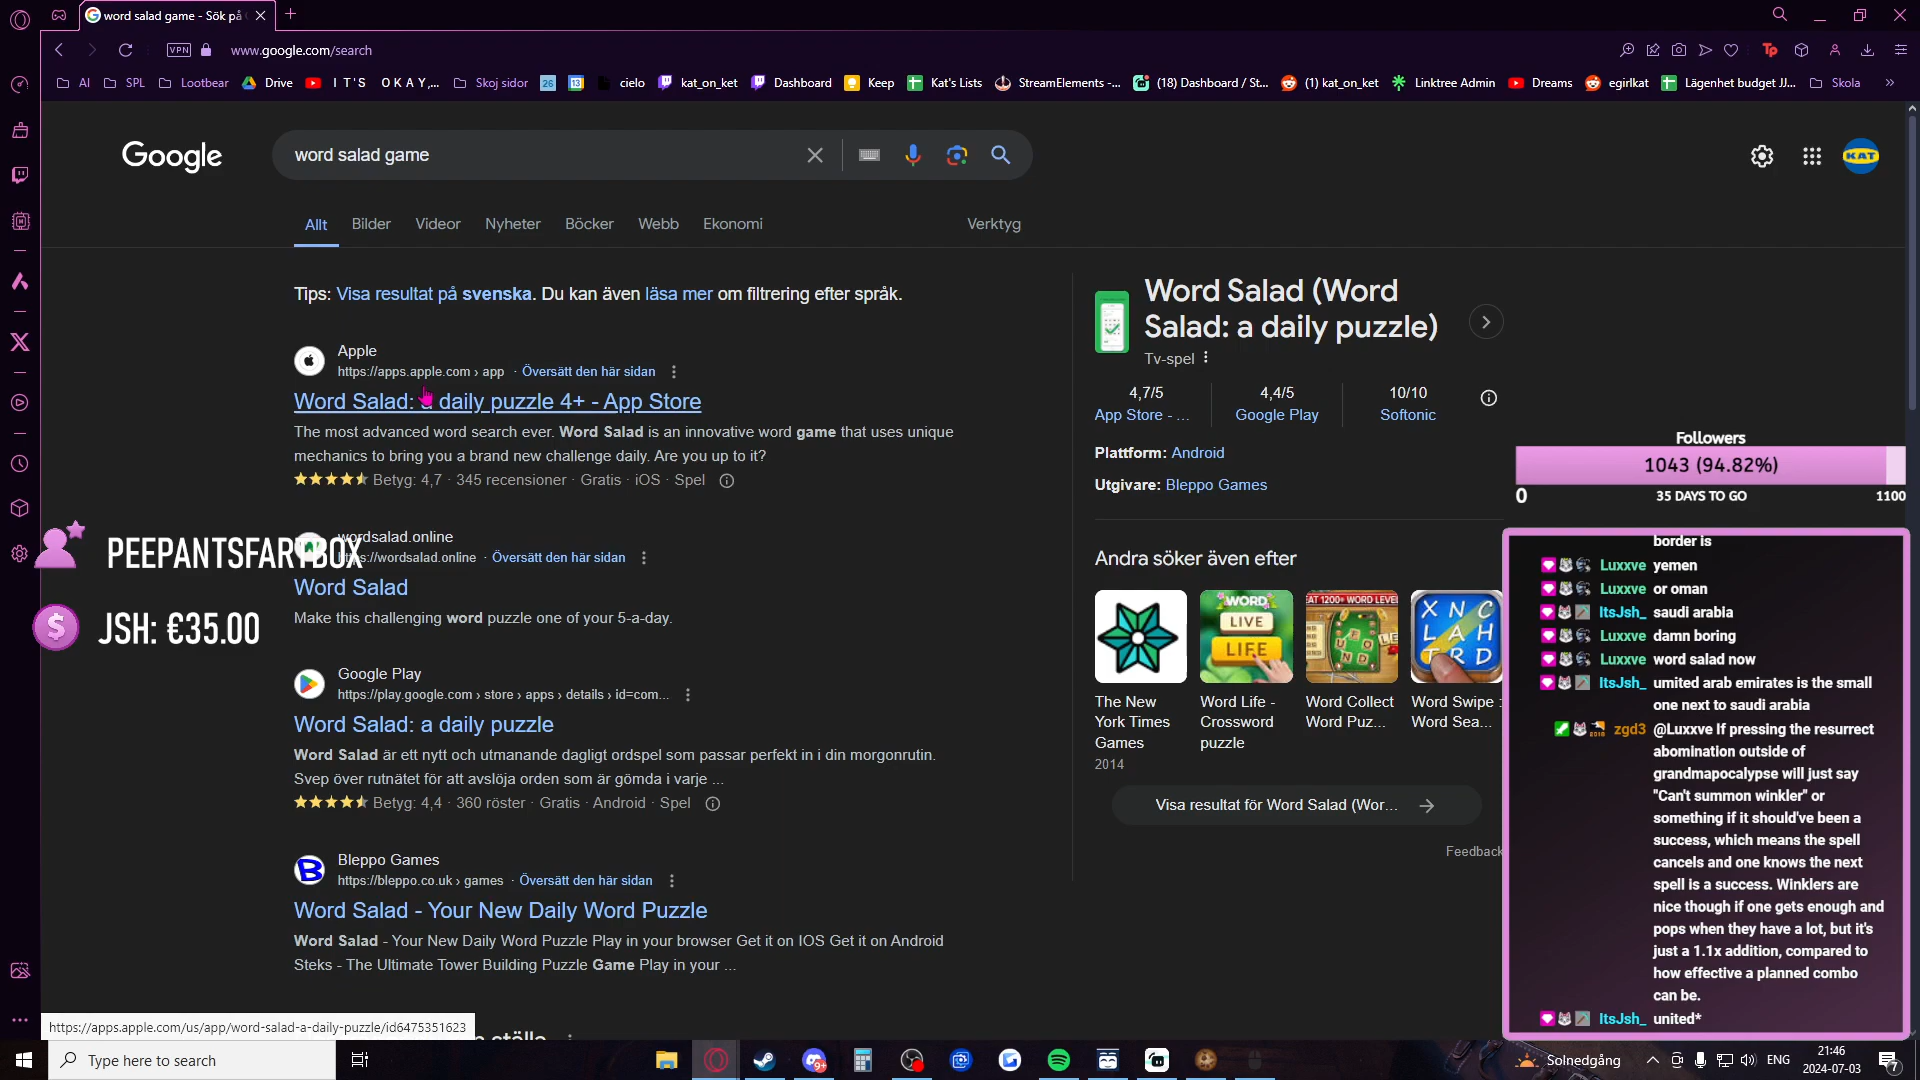 word salad game - Sök på
VPN
www.google.com/search
AI
SPL
Lootbear
Drive
I T ' S   O K A Y ,...
Skoj sidor
26
13
cielo
kat_on_ket
Dashboard
Keep
Kat's Lists
StreamElements -...
(18) Dashboard / St...
(1) kat_on_ket
Linktree Admin
Dreams
egirlkat
Lägenhet budget JJ...
Skola
»
Google
word salad game
KAT
Allt
Bilder
Videor
Nyheter
Böcker
Webb
Ekonomi
Verktyg
Tips: Visa resultat på svenska. Du kan även läsa mer om filtrering efter språk.
Apple
https://apps.apple.com › app · Översätt den här sidan
Word Salad: a daily puzzle 4+ - App Store
The most advanced word search ever. Word Salad is an innovative word game that uses unique
mechanics to bring you a brand new challenge daily. Are you up to it?
Betyg: 4,7 · 345 recensioner · Gratis · iOS · Spel
wordsalad.online
https://wordsalad.online · Översätt den här sidan
Word Salad
Make this challenging word puzzle one of your 5-a-day.
PEEPANTSFARTBOX
JSH: €35.00
Google Play
https://play.google.com › store › apps › details › id=com...
Word Salad: a daily puzzle
Word Salad är ett nytt och utmanande dagligt ordspel som passar perfekt in i din morgonrutin.
Svep över rutnätet för att avslöja orden som är gömda i varje ...
Betyg: 4,4 · 360 röster · Gratis · Android · Spel
Bleppo Games
https://bleppo.co.uk › games · Översätt den här sidan
Word Salad - Your New Daily Word Puzzle
Word Salad - Your New Daily Word Puzzle Play in your browser Get it on IOS Get it on Android
Steks - The Ultimate Tower Building Puzzle Game Play in your ...
https://apps.apple.com/us/app/word-salad-a-daily-puzzle/id6475351623
Word Salad (Word
Salad: a daily puzzle)
Tv-spel
4,7/5
App Store - ...
4,4/5
Google Play
10/10
Softonic
Plattform: Android
Utgivare: Bleppo Games
Andra söker även efter
WORD
LIVE
LIFE
EAT 1200+ WORD LEVEL
The New
York Times
Games
2014
Word Life -
Crossword
puzzle
Word Collect
Word Puz...
Word Swipe :
Word Sea...
Visa resultat för Word Salad (Wor...
Feedback
Followers
1043 (94.82%)
0
35 DAYS TO GO
1100
border is
Luxxve yemen
Luxxve or oman
ItsJsh_ saudi arabia
Luxxve damn boring
Luxxve word salad now
ItsJsh_ umited arab emirates is the small
one next to saudi arabia
zgd3 @Luxxve If pressing the resurrect
abomination outside of
grandmapocalypse will just say
"Can't summon winkler" or
something if it should've been a
success, which means the spell
cancels and one knows the next
spell is a success. Winklers are
nice though if one gets enough and
pops when they have a lot, but it's
just a 1.1x addition, compared to
how effective a planned combo
can be.
ItsJsh_ united*
Type here to search
9+
Solnedgång
ENG
21:46
2024-07-03
7